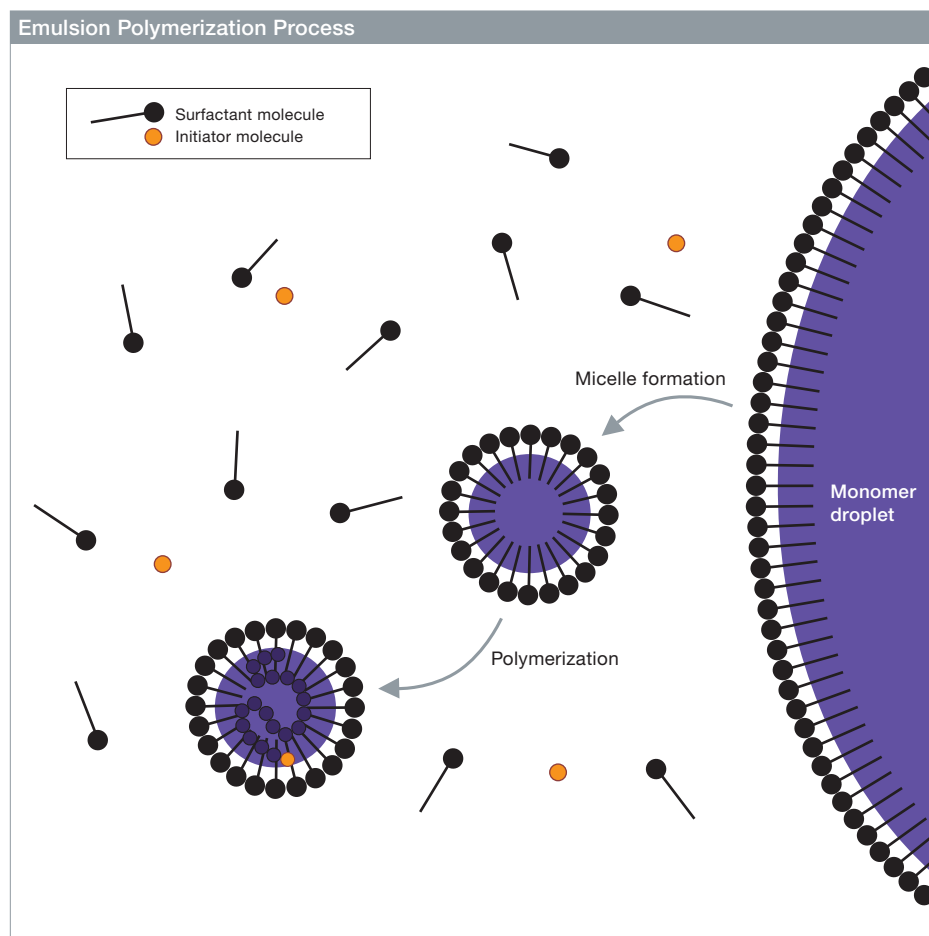 Emulsion Polymerization Process
Surfactant molecule
Initiator molecule
Micelle formation
Monomer
droplet
Polymerization